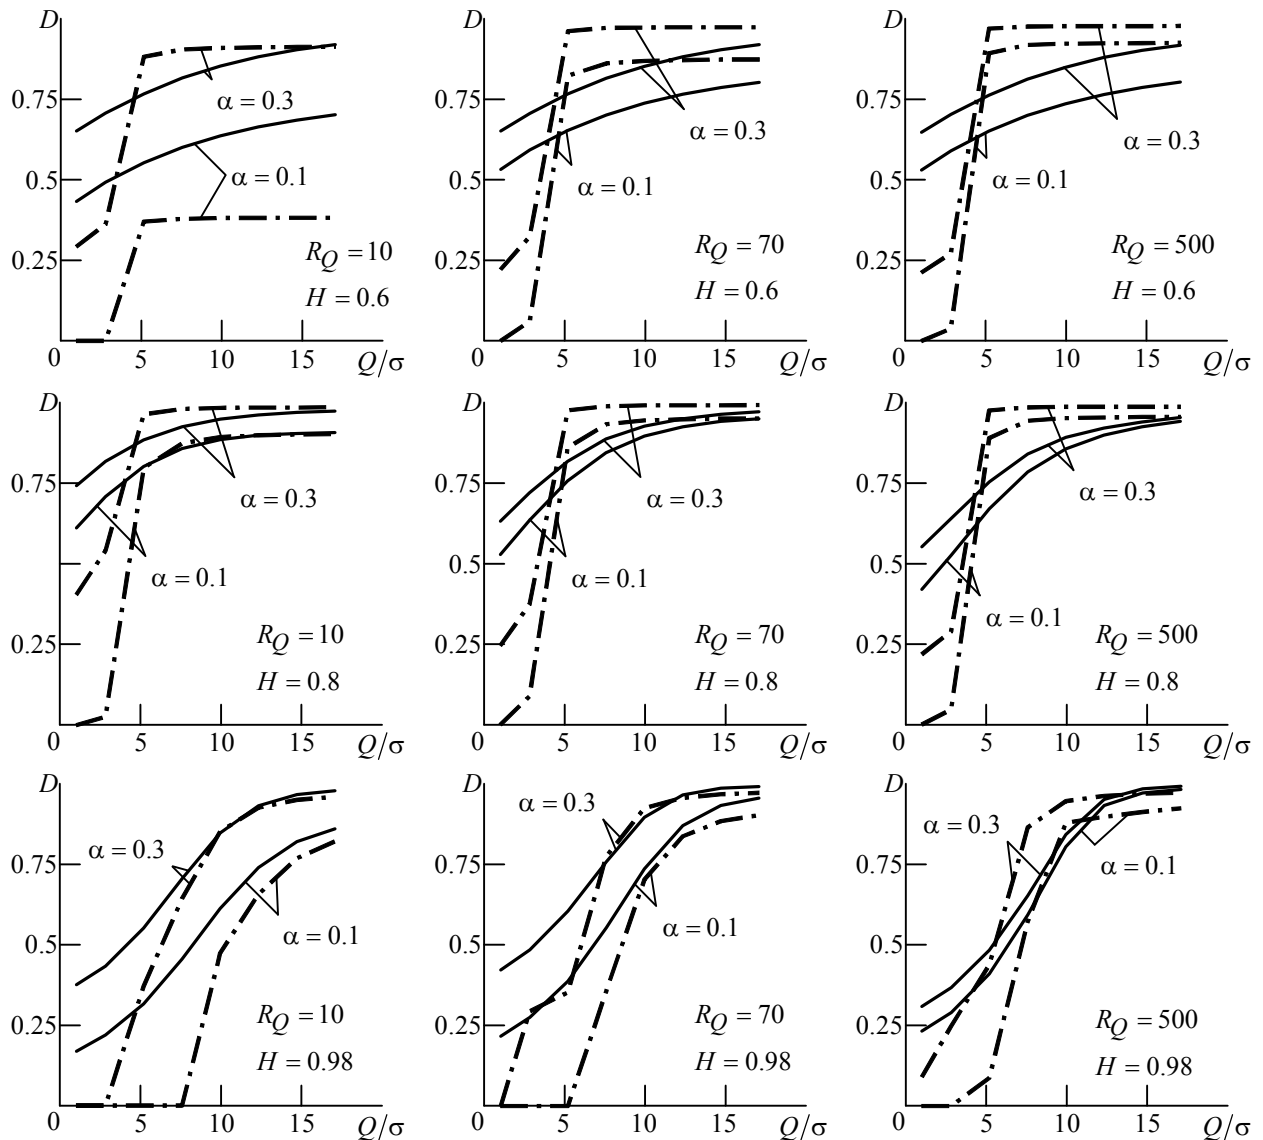 D
0.75
0.5
0.25
0
5
10
15
Q/σ
α = 0.3
α = 0.1
R_Q = 10
H = 0.6
D
0.75
0.5
0.25
0
5
10
15
Q/σ
α = 0.3
α = 0.1
R_Q = 70
H = 0.6
D
0.75
0.5
0.25
0
5
10
15
Q/σ
α = 0.3
α = 0.1
R_Q = 500
H = 0.6
D
0.75
0.5
0.25
0
5
10
15
Q/σ
α = 0.3
α = 0.1
R_Q = 10
H = 0.8
D
0.75
0.5
0.25
0
5
10
15
Q/σ
α = 0.3
α = 0.1
R_Q = 70
H = 0.8
D
0.75
0.5
0.25
0
5
10
15
Q/σ
α = 0.3
α = 0.1
R_Q = 500
H = 0.8
D
0.75
0.5
0.25
0
5
10
15
Q/σ
α = 0.3
α = 0.1
R_Q = 10
H = 0.98
D
0.75
0.5
0.25
0
5
10
15
Q/σ
α = 0.3
α = 0.1
R_Q = 70
H = 0.98
D
0.75
0.5
0.25
0
5
10
15
Q/σ
α = 0.3
α = 0.1
R_Q = 500
H = 0.98